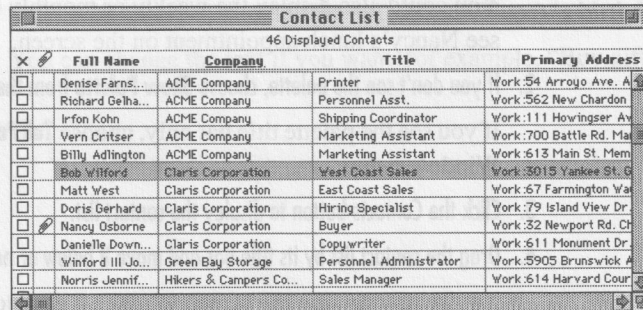 Contact List
46 Displayed Contacts
Full Name Company Title Primary Address
Denise Farns... ACME Company Printer Work:54 Arroyo Ave. A
Richard Gelha... ACME Company Personnel Asst. Work:562 New Chardon
Irfon Kohn ACME Company Shipping Coordinator Work:111 Howingser Av
Vern Critser ACME Company Marketing Assistant Work:700 Battle Rd. Mai
Billy Adlington ACME Company Marketing Assistant Work:613 Main St. Mem
Bob Wilford Claris Corporation West Coast Sales Work:3015 Yankee St. G
Matt West Claris Corporation East Coast Sales Work:67 Farmington Wa
Doris Gerhard Claris Corporation Hiring Specialist Work:79 Island View Dr
Nancy Osborne Claris Corporation Buyer Work:32 Newport Rd. Ch
Danielle Down... Claris Corporation Copywriter Work:611 Monument Dr
Winford III Jo... Green Bay Storage Personnel Administrator Work:5905 Brunswick A
Norris Jennif... Hikers & Campers Co... Sales Manager Work:614 Harvard Cour